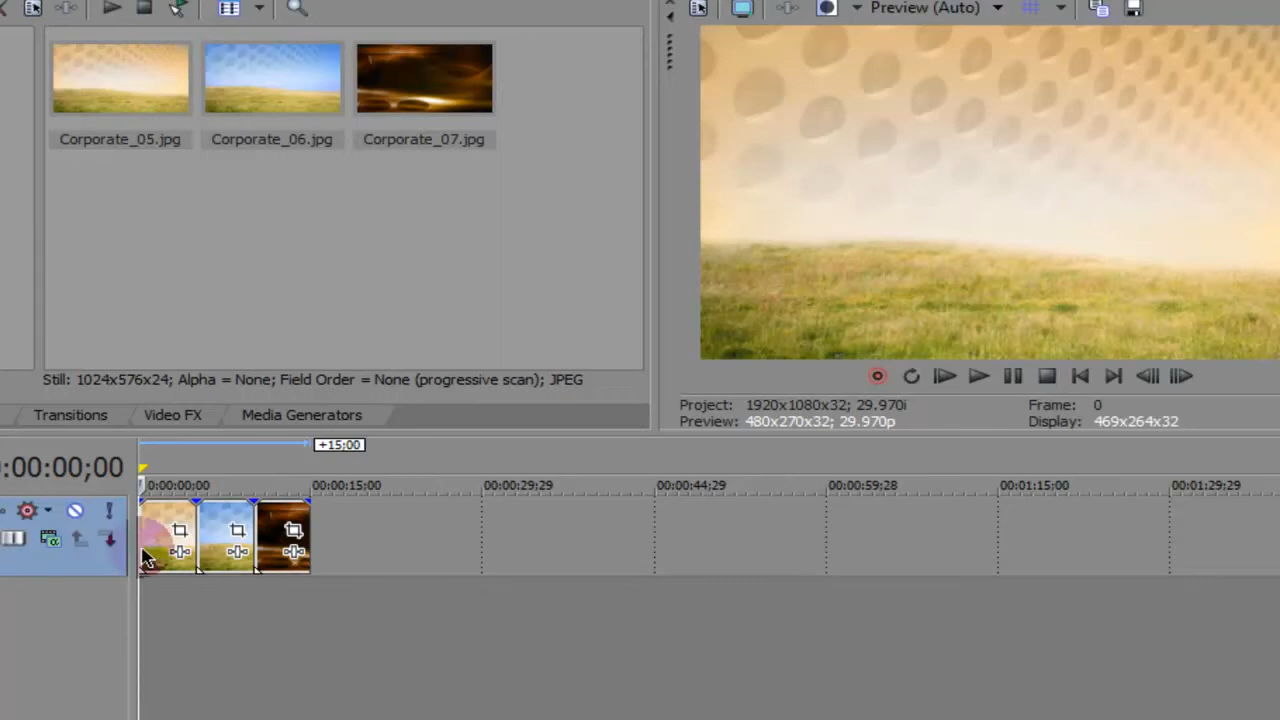 Preview (Auto)
Corporate_05.jpg
Corporate_06.jpg
Corporate_07.jpg
Still: 1024x576x24; Alpha = None; Field Order = None (progressive scan); JPEG
Transitions
Video FX
Media Generators
Project: 1920x1080x32; 29.970i
Frame: 0
Preview: 480x270x32; 29.970p
Display: 469x264x32
+15;00
:00:00;00
0:00:00;00
00:00:15;00
00:00:29;29
00:00:44;29
00:00:59;28
00:01:15;00
00:01:29;29